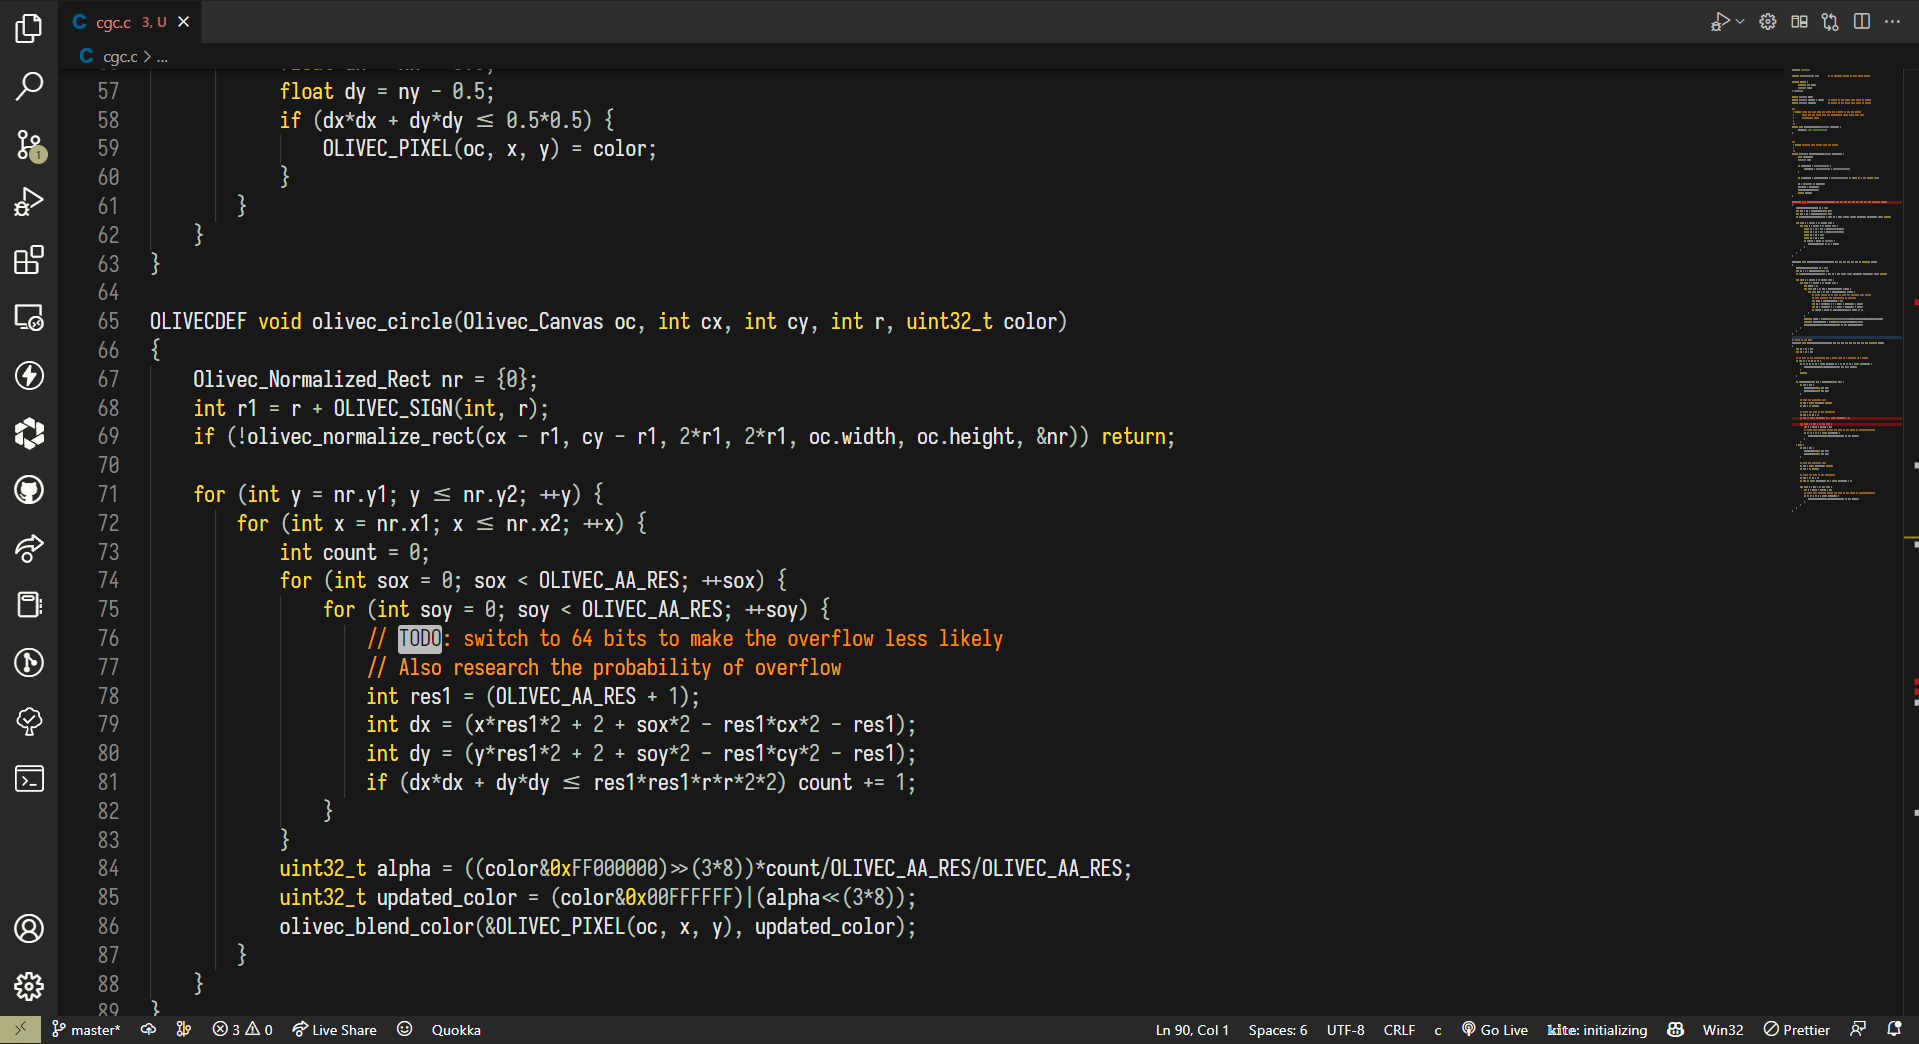 cgc.c 3, U
cgc.c > ...
57 float dy = ny - 0.5;
58 if (dx*dx + dy*dy ≤ 0.5*0.5) {
59 OLIVEC_PIXEL(oc, x, y) = color;
60 }
61 }
62 }
63 }
64
65 OLIVECDEF void olivec_circle(Olivec_Canvas oc, int cx, int cy, int r, uint32_t color)
66 {
67 Olivec_Normalized_Rect nr = {0};
68 int r1 = r + OLIVEC_SIGN(int, r);
69 if (!olivec_normalize_rect(cx - r1, cy - r1, 2*r1, 2*r1, oc.width, oc.height, &nr)) return;
70
71 for (int y = nr.y1; y ≤ nr.y2; ++y) {
72 for (int x = nr.x1; x ≤ nr.x2; ++x) {
73 int count = 0;
74 for (int sox = 0; sox < OLIVEC_AA_RES; ++sox) {
75 for (int soy = 0; soy < OLIVEC_AA_RES; ++soy) {
76 // TODO: switch to 64 bits to make the overflow less likely
77 // Also research the probability of overflow
78 int res1 = (OLIVEC_AA_RES + 1);
79 int dx = (x*res1*2 + 2 + sox*2 - res1*cx*2 - res1);
80 int dy = (y*res1*2 + 2 + soy*2 - res1*cy*2 - res1);
81 if (dx*dx + dy*dy ≤ res1*res1*r*r*2*2) count += 1;
82 }
83 }
84 uint32_t alpha = ((color&0xFF000000)>>(3*8))*count/OLIVEC_AA_RES/OLIVEC_AA_RES;
85 uint32_t updated_color = (color&0x00FFFFFF)|(alpha<<(3*8));
86 olivec_blend_color(&OLIVEC_PIXEL(oc, x, y), updated_color);
87 }
88 }
89 }
1
master* 3 0 Live Share Quokka Ln 90, Col 1 Spaces: 6 UTF-8 CRLF c Go Live kite: initializing Win32 Prettier